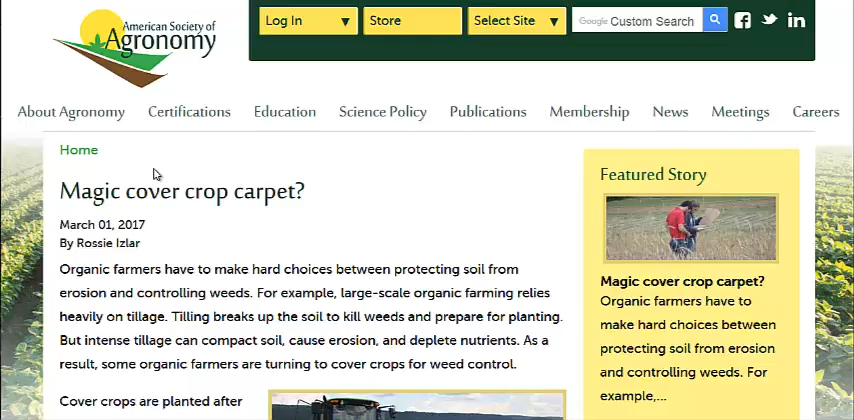 American Society of
Agronomy
Log In ▼
Store
Select Site ▼
Google Custom Search
About Agronomy Certifications Education Science Policy Publications Membership News Meetings Careers
Home
Magic cover crop carpet?
March 01, 2017
By Rossie Izlar
Organic farmers have to make hard choices between protecting soil from
erosion and controlling weeds. For example, large-scale organic farming relies
heavily on tillage. Tilling breaks up the soil to kill weeds and prepare for planting.
But intense tillage can compact soil, cause erosion, and deplete nutrients. As a
result, some organic farmers are turning to cover crops for weed control.
Cover crops are planted after
Featured Story
Magic cover crop carpet?
Organic farmers have to
make hard choices between
protecting soil from erosion
and controlling weeds. For
example,...